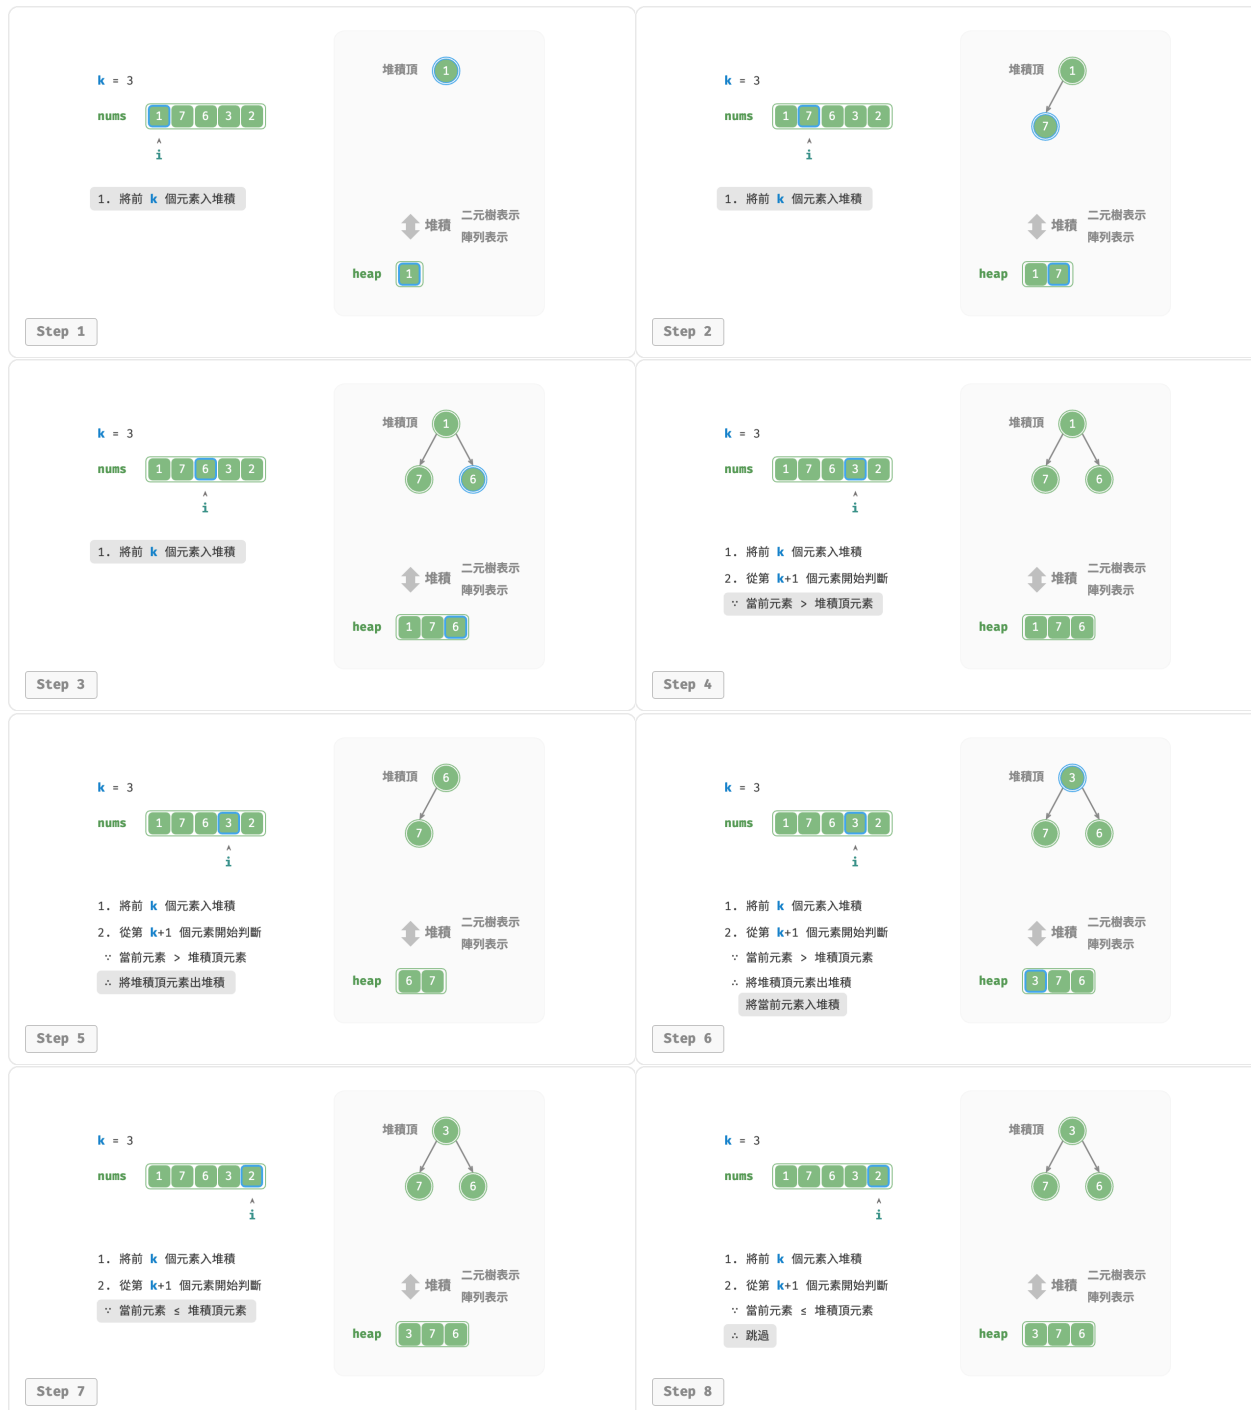 k = 3
nums 1 7 6 3 2
i
1. 將前 k 個元素入堆積
堆積頂 1
堆積 二元樹表示
陣列表示
heap 1
Step 1
k = 3
nums 1 7 6 3 2
i
1. 將前 k 個元素入堆積
堆積頂 1
7
堆積 二元樹表示
陣列表示
heap 1 7
Step 2
k = 3
nums 1 7 6 3 2
i
1. 將前 k 個元素入堆積
堆積頂 1
7 6
堆積 二元樹表示
陣列表示
heap 1 7 6
Step 3
k = 3
nums 1 7 6 3 2
i
1. 將前 k 個元素入堆積
2. 從第 k+1 個元素開始判斷
∵ 當前元素 > 堆積頂元素
堆積頂 1
7 6
堆積 二元樹表示
陣列表示
heap 1 7 6
Step 4
k = 3
nums 1 7 6 3 2
i
1. 將前 k 個元素入堆積
2. 從第 k+1 個元素開始判斷
∵ 當前元素 > 堆積頂元素
∴ 將堆積頂元素出堆積
堆積頂 6
7
堆積 二元樹表示
陣列表示
heap 6 7
Step 5
k = 3
nums 1 7 6 3 2
i
1. 將前 k 個元素入堆積
2. 從第 k+1 個元素開始判斷
∵ 當前元素 > 堆積頂元素
∴ 將堆積頂元素出堆積
將當前元素入堆積
堆積頂 3
7 6
堆積 二元樹表示
陣列表示
heap 3 7 6
Step 6
k = 3
nums 1 7 6 3 2
i
1. 將前 k 個元素入堆積
2. 從第 k+1 個元素開始判斷
∵ 當前元素 ≤ 堆積頂元素
堆積頂 3
7 6
堆積 二元樹表示
陣列表示
heap 3 7 6
Step 7
k = 3
nums 1 7 6 3 2
i
1. 將前 k 個元素入堆積
2. 從第 k+1 個元素開始判斷
∵ 當前元素 ≤ 堆積頂元素
∴ 跳過
堆積頂 3
7 6
堆積 二元樹表示
陣列表示
heap 3 7 6
Step 8